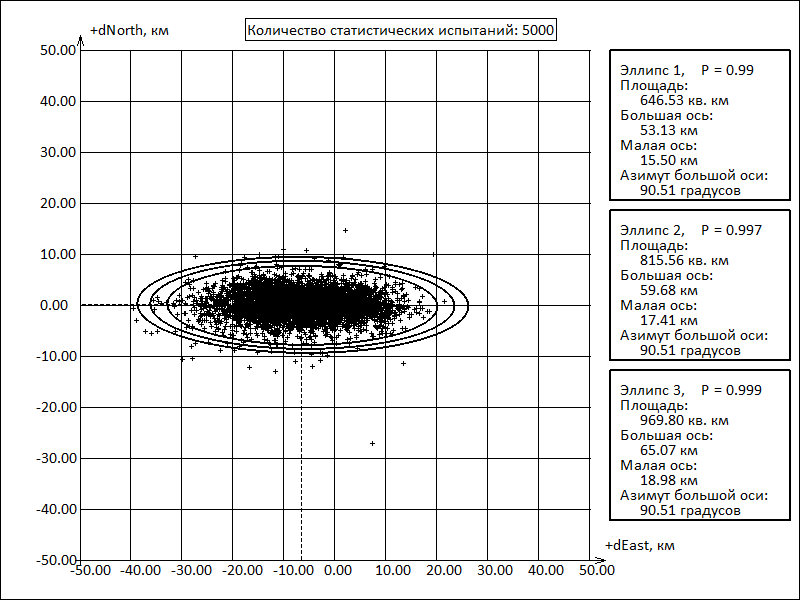 +dNorth, км
Количество статистических испытаний: 5000
50.00
40.00
30.00
20.00
10.00
0.00
-10.00
-20.00
-30.00
-40.00
-50.00
-50.00 -40.00 -30.00 -20.00 -10.00 0.00 10.00 20.00 30.00 40.00 50.00
+dEast, км
Эллипс 1, P = 0.99
Площадь:
646.53 кв. км
Большая ось:
53.13 км
Малая ось:
15.50 км
Азимут большой оси:
90.51 градусов
Эллипс 2, P = 0.997
Площадь:
815.56 кв. км
Большая ось:
59.68 км
Малая ось:
17.41 км
Азимут большой оси:
90.51 градусов
Эллипс 3, P = 0.999
Площадь:
969.80 кв. км
Большая ось:
65.07 км
Малая ось:
18.98 км
Азимут большой оси:
90.51 градусов